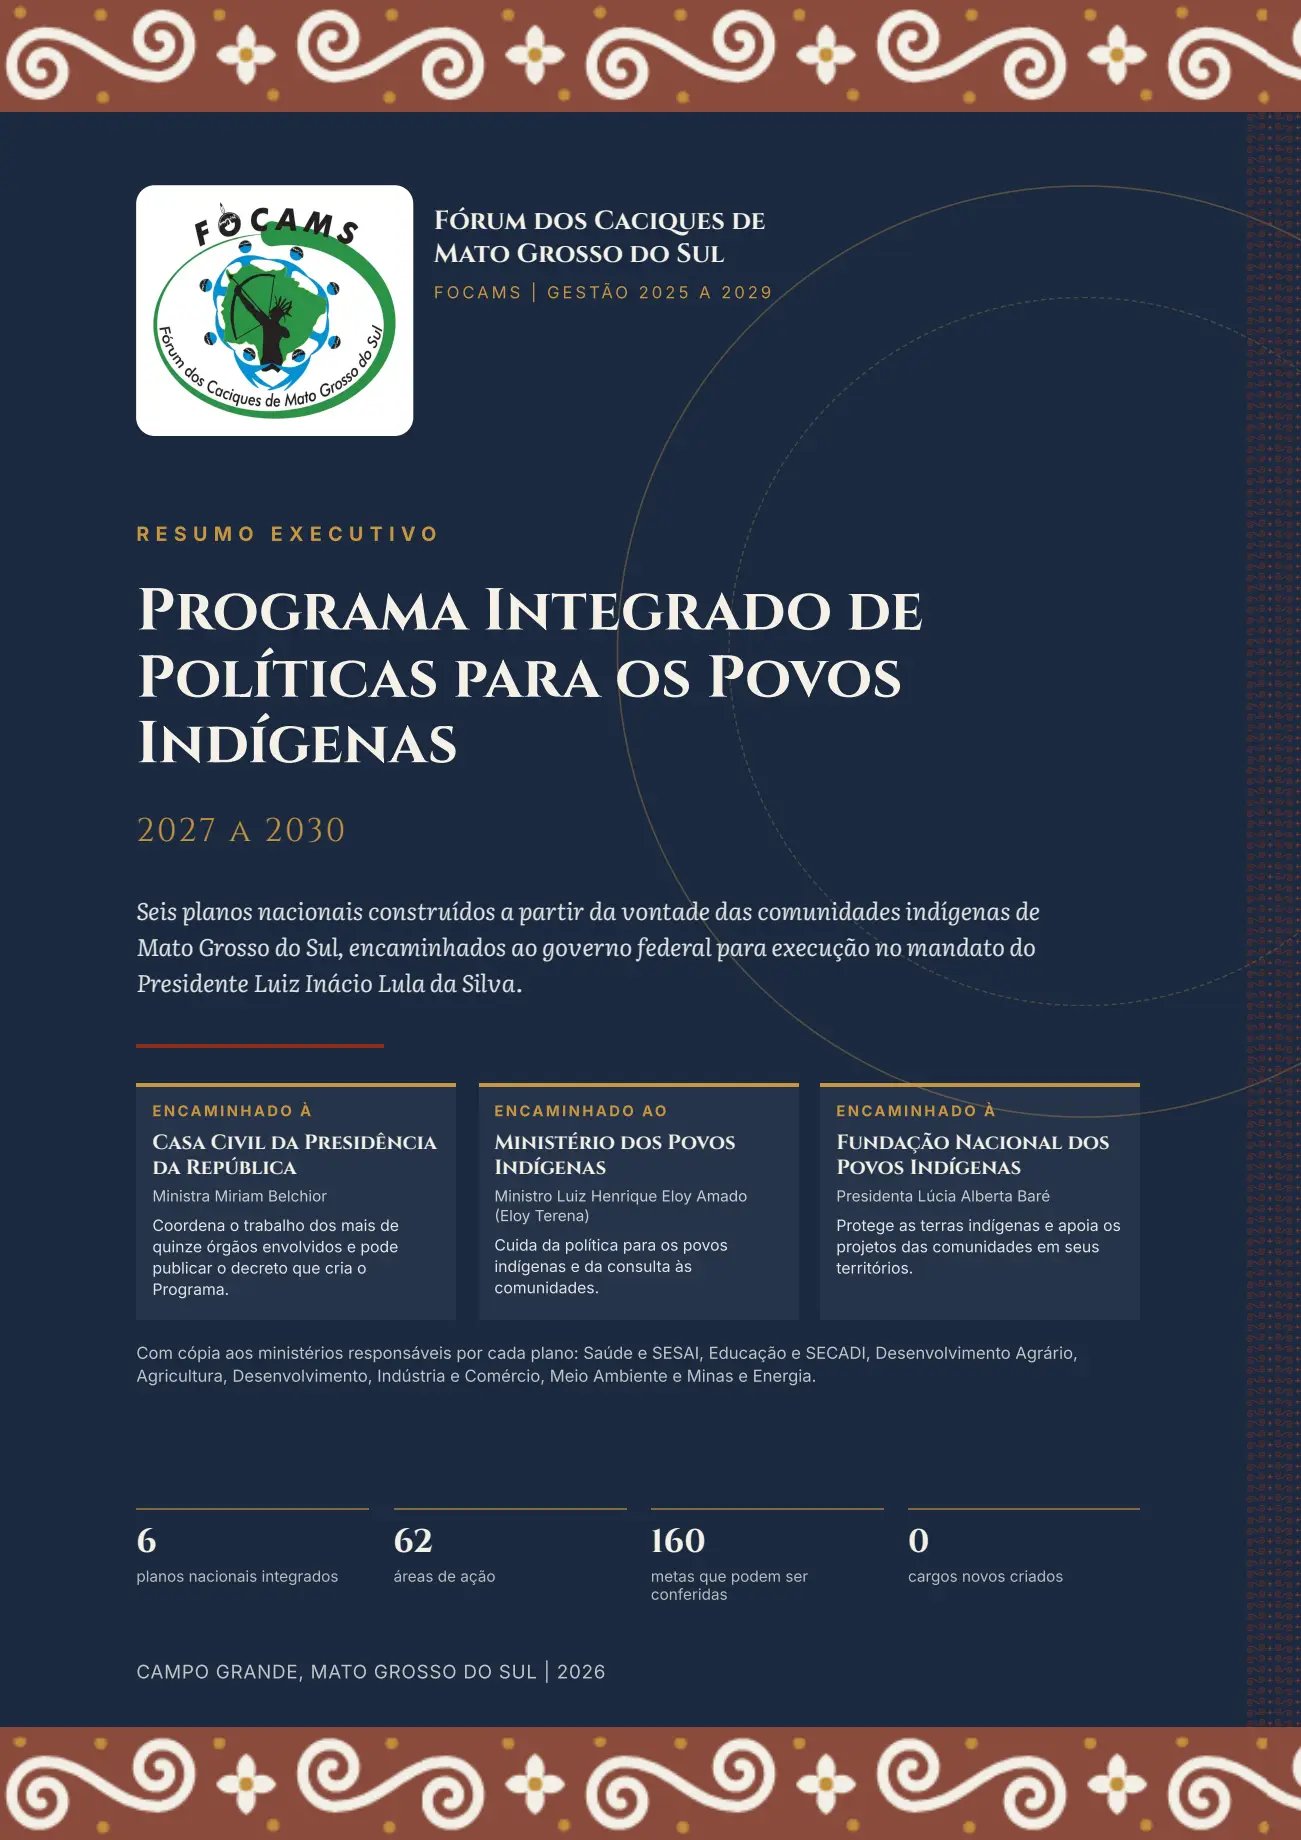 FOCAMS
Fórum dos Caciques de Mato Grosso do Sul
Fórum dos Caciques de
Mato Grosso do Sul
FOCAMS | GESTÃO 2025 A 2029
RESUMO EXECUTIVO
Programa Integrado de
Políticas para os Povos
Indígenas
2027 a 2030
Seis planos nacionais construídos a partir da vontade das comunidades indígenas de
Mato Grosso do Sul, encaminhados ao governo federal para execução no mandato do
Presidente Luiz Inácio Lula da Silva.
ENCAMINHADO À
Casa Civil da Presidência
da República
Ministra Miriam Belchior
Coordena o trabalho dos mais de
quinze órgãos envolvidos e pode
publicar o decreto que cria o
Programa.
ENCAMINHADO AO
Ministério dos Povos
Indígenas
Ministro Luiz Henrique Eloy Amado
(Eloy Terena)
Cuida da política para os povos
indígenas e da consulta às
comunidades.
ENCAMINHADO À
Fundação Nacional dos
Povos Indígenas
Presidenta Lúcia Alberta Baré
Protege as terras indígenas e apoia os
projetos das comunidades em seus
territórios.
Com cópia aos ministérios responsáveis por cada plano: Saúde e SESAI, Educação e SECADI, Desenvolvimento Agrário,
Agricultura, Desenvolvimento, Indústria e Comércio, Meio Ambiente e Minas e Energia.
6
planos nacionais integrados
62
áreas de ação
160
metas que podem ser
conferidas
0
cargos novos criados
CAMPO GRANDE, MATO GROSSO DO SUL | 2026